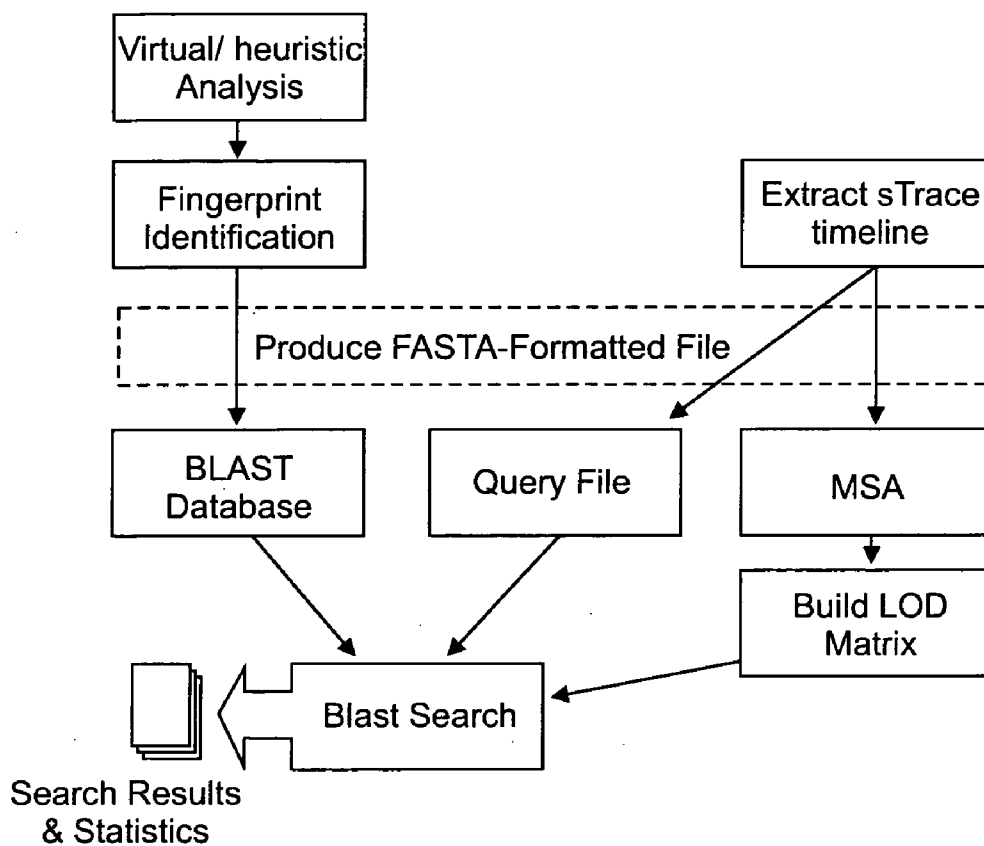 Virtual/ heuristic
Analysis
Fingerprint
Identification
Extract sTrace
timeline
Produce FASTA-Formatted File
BLAST
Database
Query File
MSA
Build LOD
Matrix
Blast Search
Search Results
& Statistics